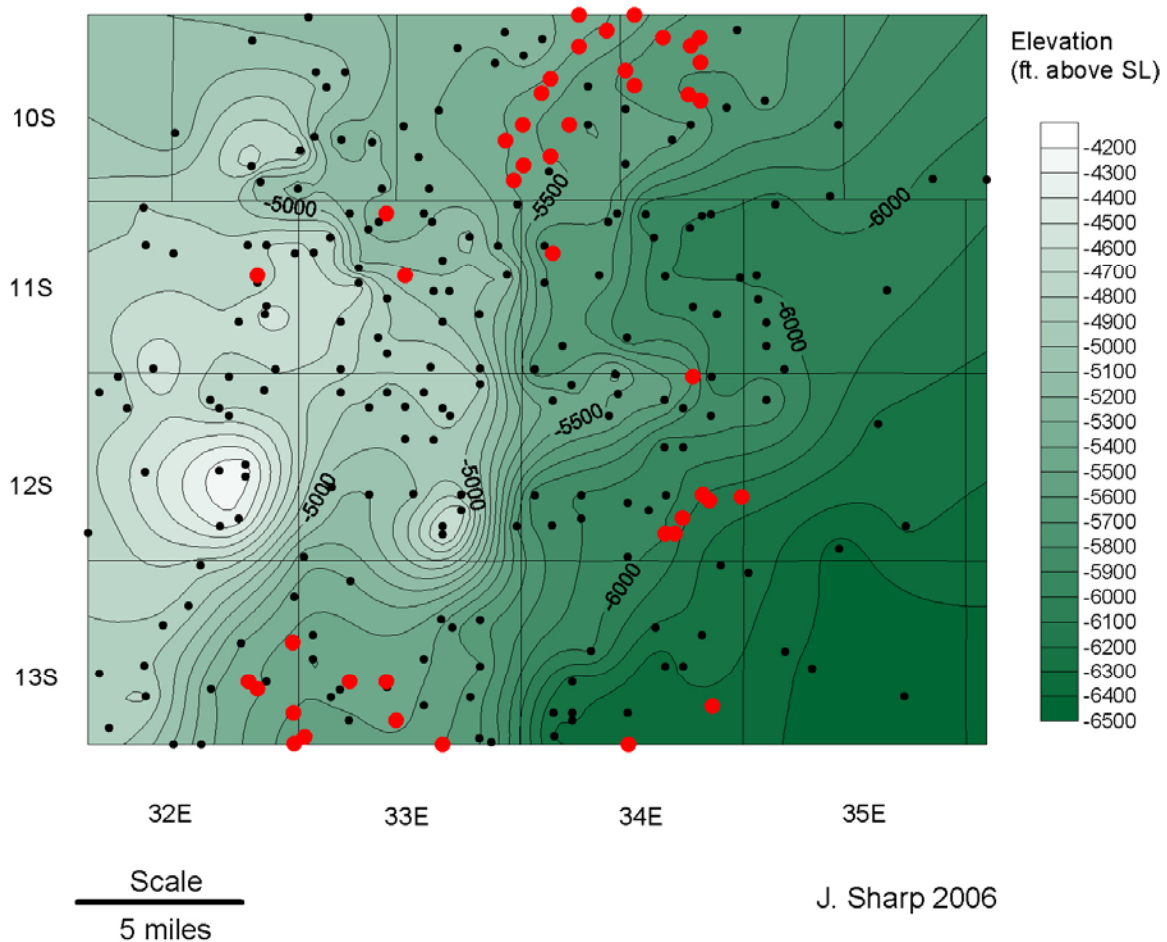 Elevation
(ft. above SL)
10S
11S
12S
13S
-5000
-5500
-6000
-6000
-5500
-5000
-5000
-6000
-4200
-4300
-4400
-4500
-4600
-4700
-4800
-4900
-5000
-5100
-5200
-5300
-5400
-5500
-5600
-5700
-5800
-5900
-6000
-6100
-6200
-6300
-6400
-6500
32E
33E
34E
35E
Scale
5 miles
J. Sharp 2006